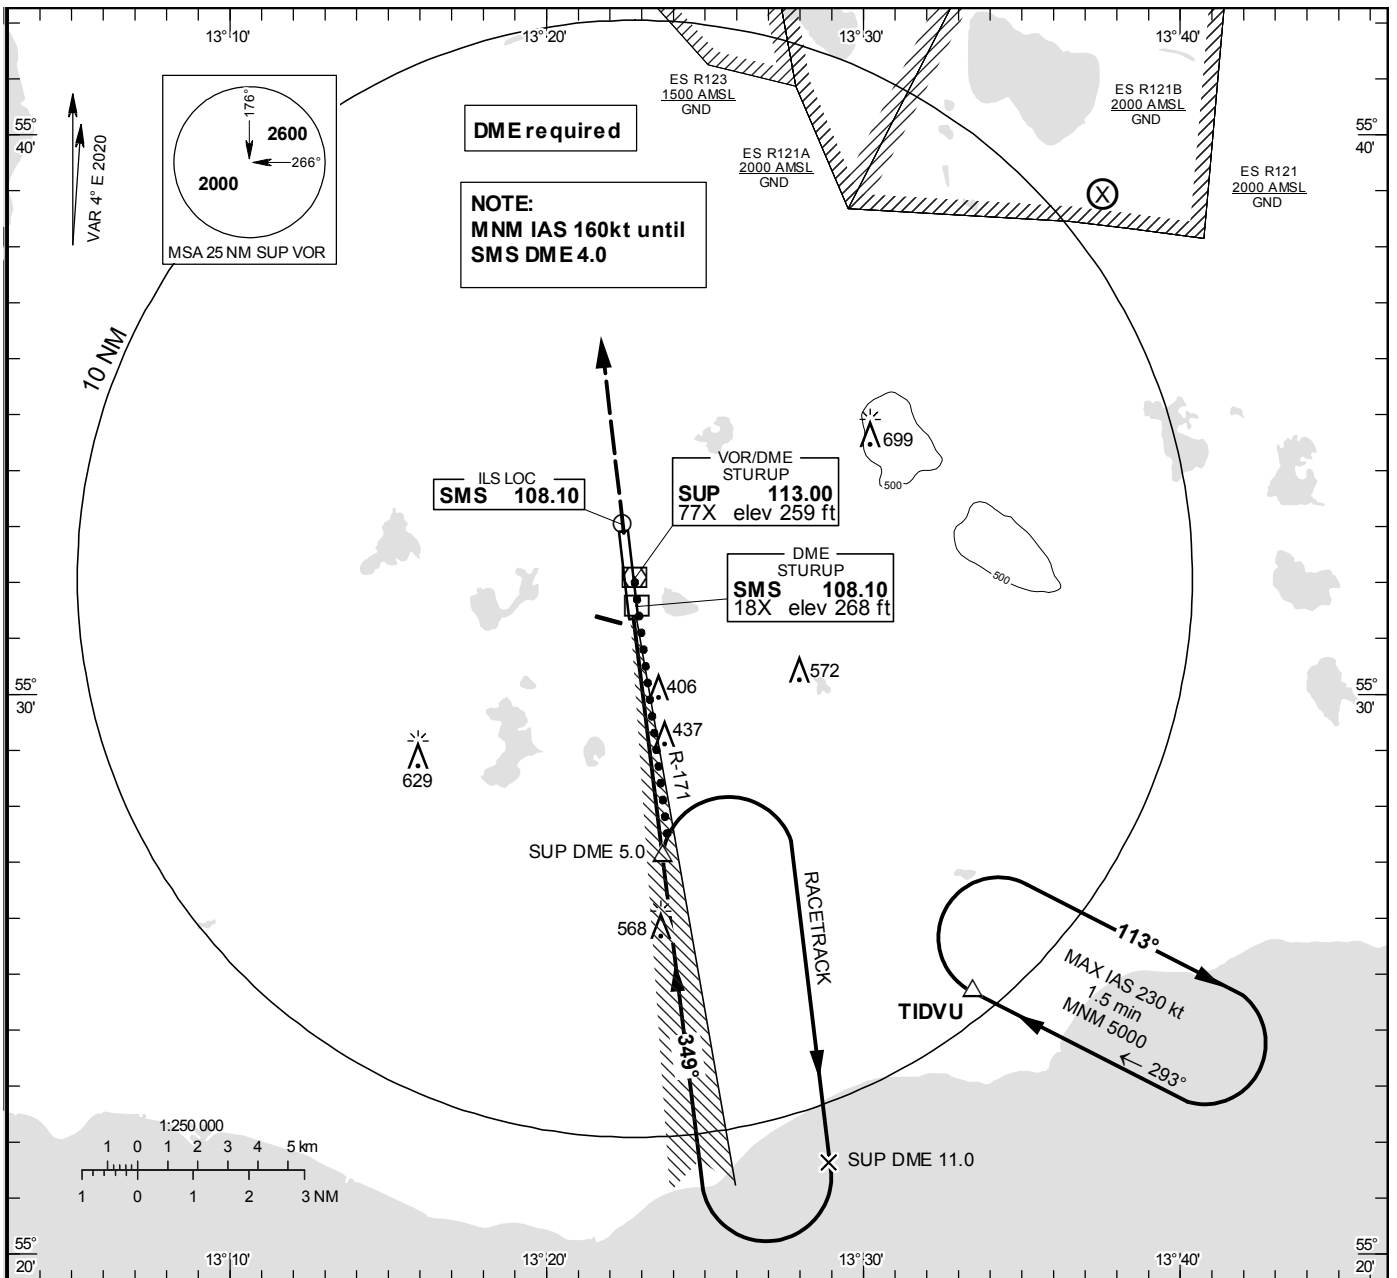 13°10'
13°20'
13°30'
13°40'
55°
40'
55°
40'
VAR 4° E 2020
176°
2600
266°
2000
MSA 25 NM SUP VOR
DME required
NOTE:
MNM IAS 160kt until
SMS DME 4.0
ES R123
1500 AMSL
GND
ES R121A
2000 AMSL
GND
ES R121B
2000 AMSL
GND
ES R121
2000 AMSL
GND
X
10 NM
699
500
500
ILS LOC
SMS 108.10
VOR/DME
STURUP
SUP 113.00
77X elev 259 ft
DME
STURUP
SMS 108.10
18X elev 268 ft
572
406
437
R-171
629
55°
30'
55°
30'
SUP DME 5.0
568
RACETRACK
349°
113°
MAX IAS 230 kt
1.5 min
MNM 5000
293°
TIDVU
SUP DME 11.0
1:250 000
1 0 1 2 3 4 5 km
1 0 1 2 3 NM
55°
20'
55°
20'
13°10'
13°20'
13°30'
13°40'